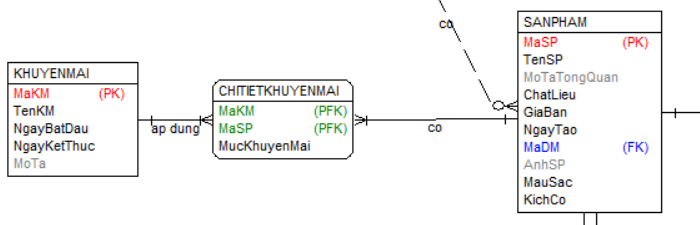 co
SANPHAM
MaSP (PK)
TenSP
MoTaTongQuan
ChatLieu
GiaBan
NgayTao
MaDM (FK)
AnhSP
MauSac
KichCo
KHUYENMAI
MaKM (PK)
TenKM
NgayBatDau
NgayKetThuc
MoTa
ap dung
CHITIETKHUYENMAI
MaKM (PFK)
MaSP (PFK)
MucKhuyenMai
co